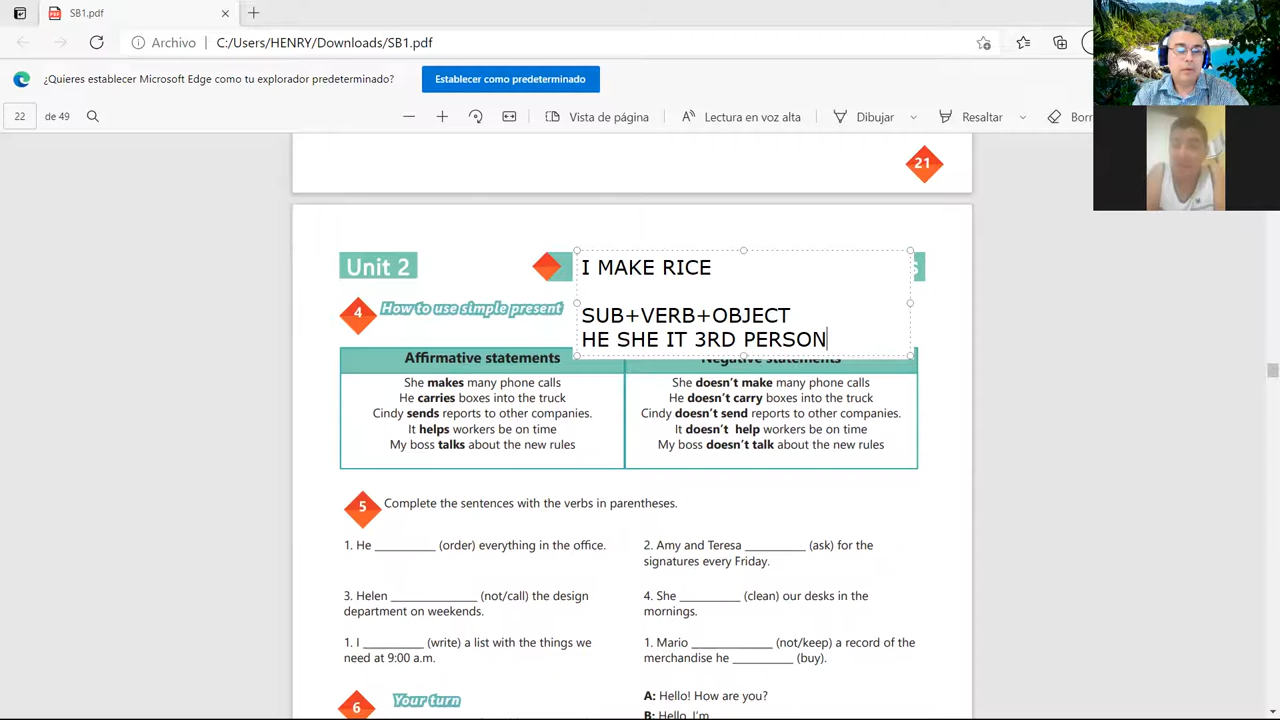 SB1.pdf
Archivo C:/Users/HENRY/Downloads/SB1.pdf
¿Quieres establecer Microsoft Edge como tu explorador predeterminado? Establecer como predeterminado
22 de 49 Vista de página Lectura en voz alta Dibujar Resaltar Borr
21
Unit 2
s
I MAKE RICE
SUB+VERB+OBJECT
HE SHE IT 3RD PERSON
4 How to use simple present
Affirmative statements
She makes many phone calls
He carries boxes into the truck
Cindy sends reports to other companies.
It helps workers be on time
My boss talks about the new rules
Negative statements
She doesn't make many phone calls
He doesn't carry boxes into the truck
Cindy doesn't send reports to other companies.
It doesn't help workers be on time
My boss doesn't talk about the new rules
5 Complete the sentences with the verbs in parentheses.
1. He __________ (order) everything in the office.
2. Amy and Teresa __________ (ask) for the
signatures every Friday.
3. Helen ______________ (not/call) the design
department on weekends.
4. She __________ (clean) our desks in the
mornings.
1. I __________ (write) a list with the things we
need at 9:00 a.m.
1. Mario _____________ (not/keep) a record of the
merchandise he __________ (buy).
6 Your turn
A: Hello! How are you?
B: Hello, I'm